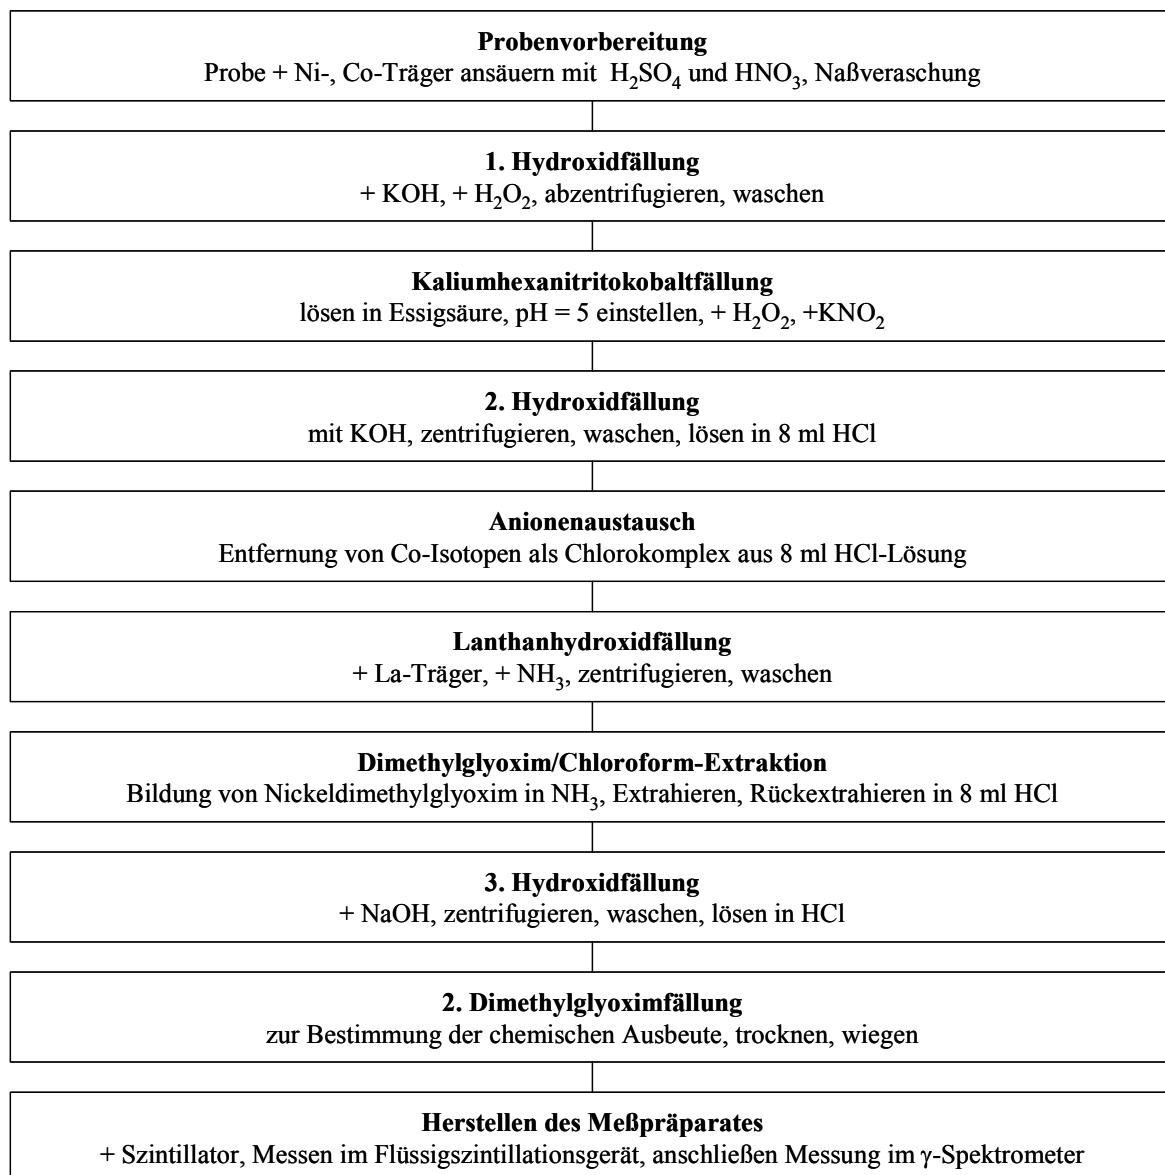 Probenvorbereitung
Probe + Ni-, Co-Träger ansäuern mit H₂SO₄ und HNO₃, Naßveraschung
1. Hydroxidfällung
+ KOH, + H₂O₂, abzentrifugieren, waschen
Kaliumhexanitritokobaltfällung
lösen in Essigsäure, pH = 5 einstellen, + H₂O₂, +KNO₂
2. Hydroxidfällung
mit KOH, zentrifugieren, waschen, lösen in 8 ml HCl
Anionenaustausch
Entfernung von Co-Isotopen als Chlorokomplex aus 8 ml HCl-Lösung
Lanthanhydroxidfällung
+ La-Träger, + NH₃, zentrifugieren, waschen
Dimethylglyoxim/Chloroform-Extraktion
Bildung von Nickeldimethylglyoxim in NH₃, Extrahieren, Rückextrahieren in 8 ml HCl
3. Hydroxidfällung
+ NaOH, zentrifugieren, waschen, lösen in HCl
2. Dimethylglyoximfällung
zur Bestimmung der chemischen Ausbeute, trocknen, wiegen
Herstellen des Meßpräparates
+ Szintillator, Messen im Flüssigszintillationsgerät, anschließen Messung im γ-Spektrometer